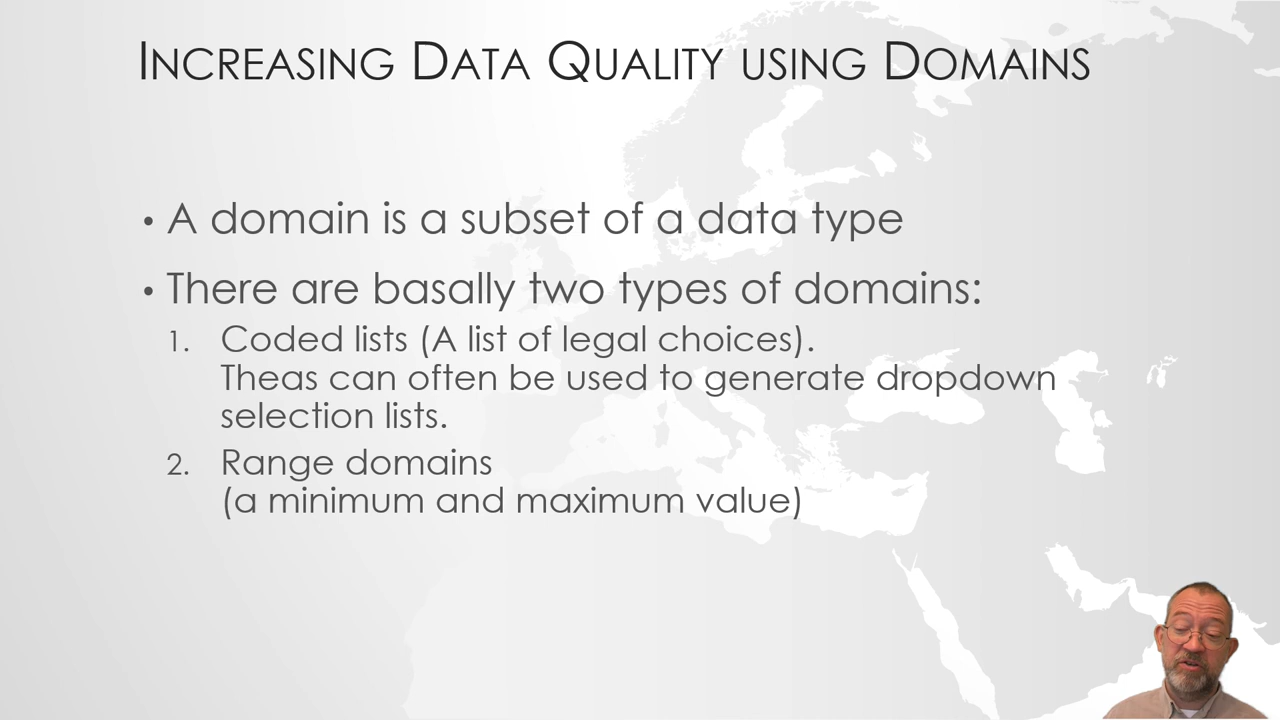 Increasing Data Quality using Domains
• A domain is a subset of a data type
• There are basally two types of domains:
1. Coded lists (A list of legal choices).
Theas can often be used to generate dropdown
selection lists.
2. Range domains
(a minimum and maximum value)